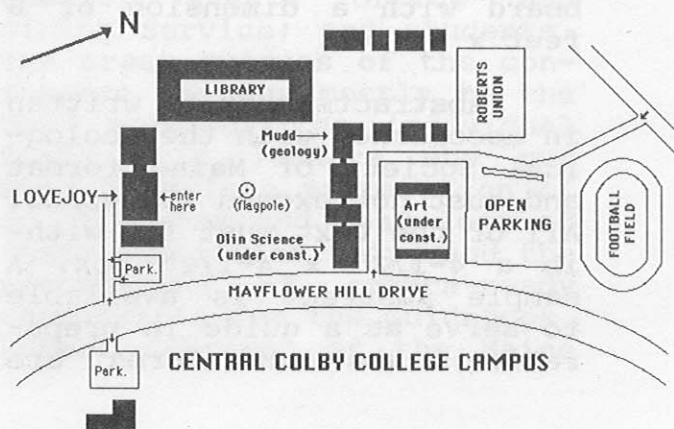 N
LIBRARY
ROBERTS
UNION
Mudd
(geology)
LOVEJOY
enter
here
(flagpole)
Art
(under
const.)
OPEN
PARKING
FOOTBALL
FIELD
Olin Science
(under const.)
Park.
MAYFLOWER HILL DRIVE
Park.
CENTRAL COLBY COLLEGE CAMPUS